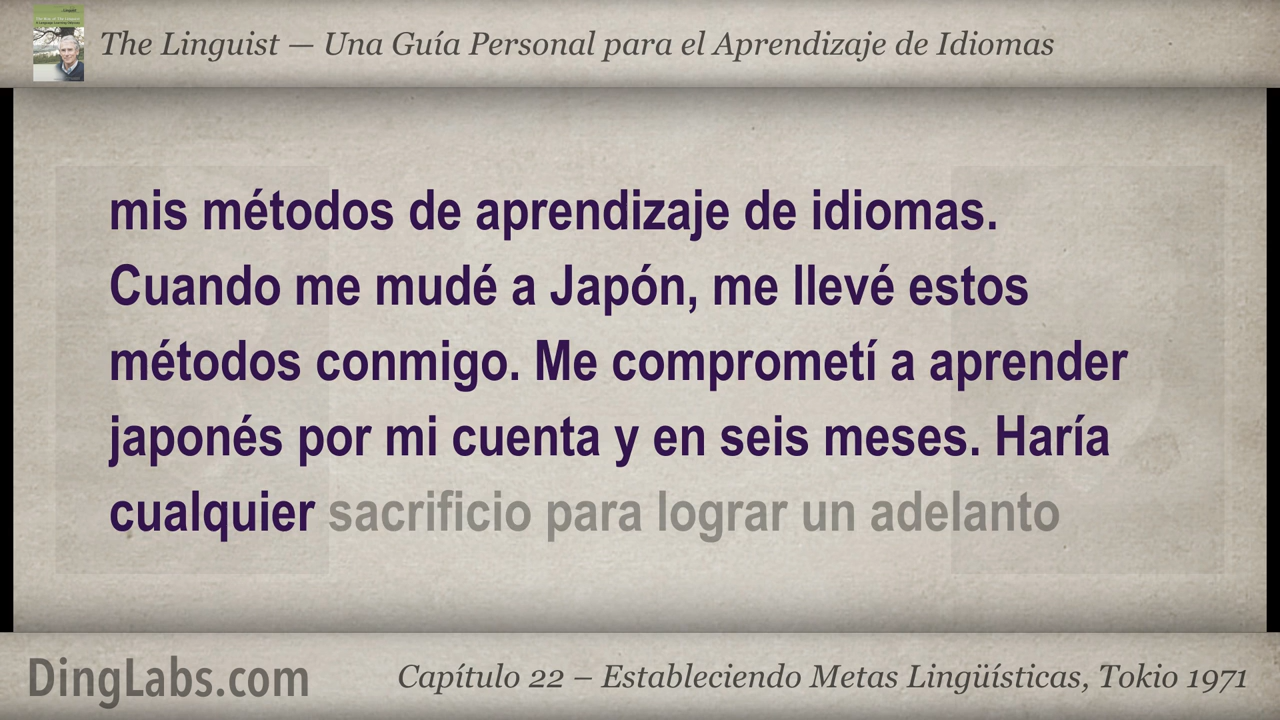 The Linguist — Una Guía Personal para el Aprendizaje de Idiomas
mis métodos de aprendizaje de idiomas.
Cuando me mudé a Japón, me llevé estos
métodos conmigo. Me comprometí a aprender
japonés por mi cuenta y en seis meses. Haría
cualquier sacrificio para lograr un adelanto
DingLabs.com
Capítulo 22 – Estableciendo Metas Lingüísticas, Tokio 1971